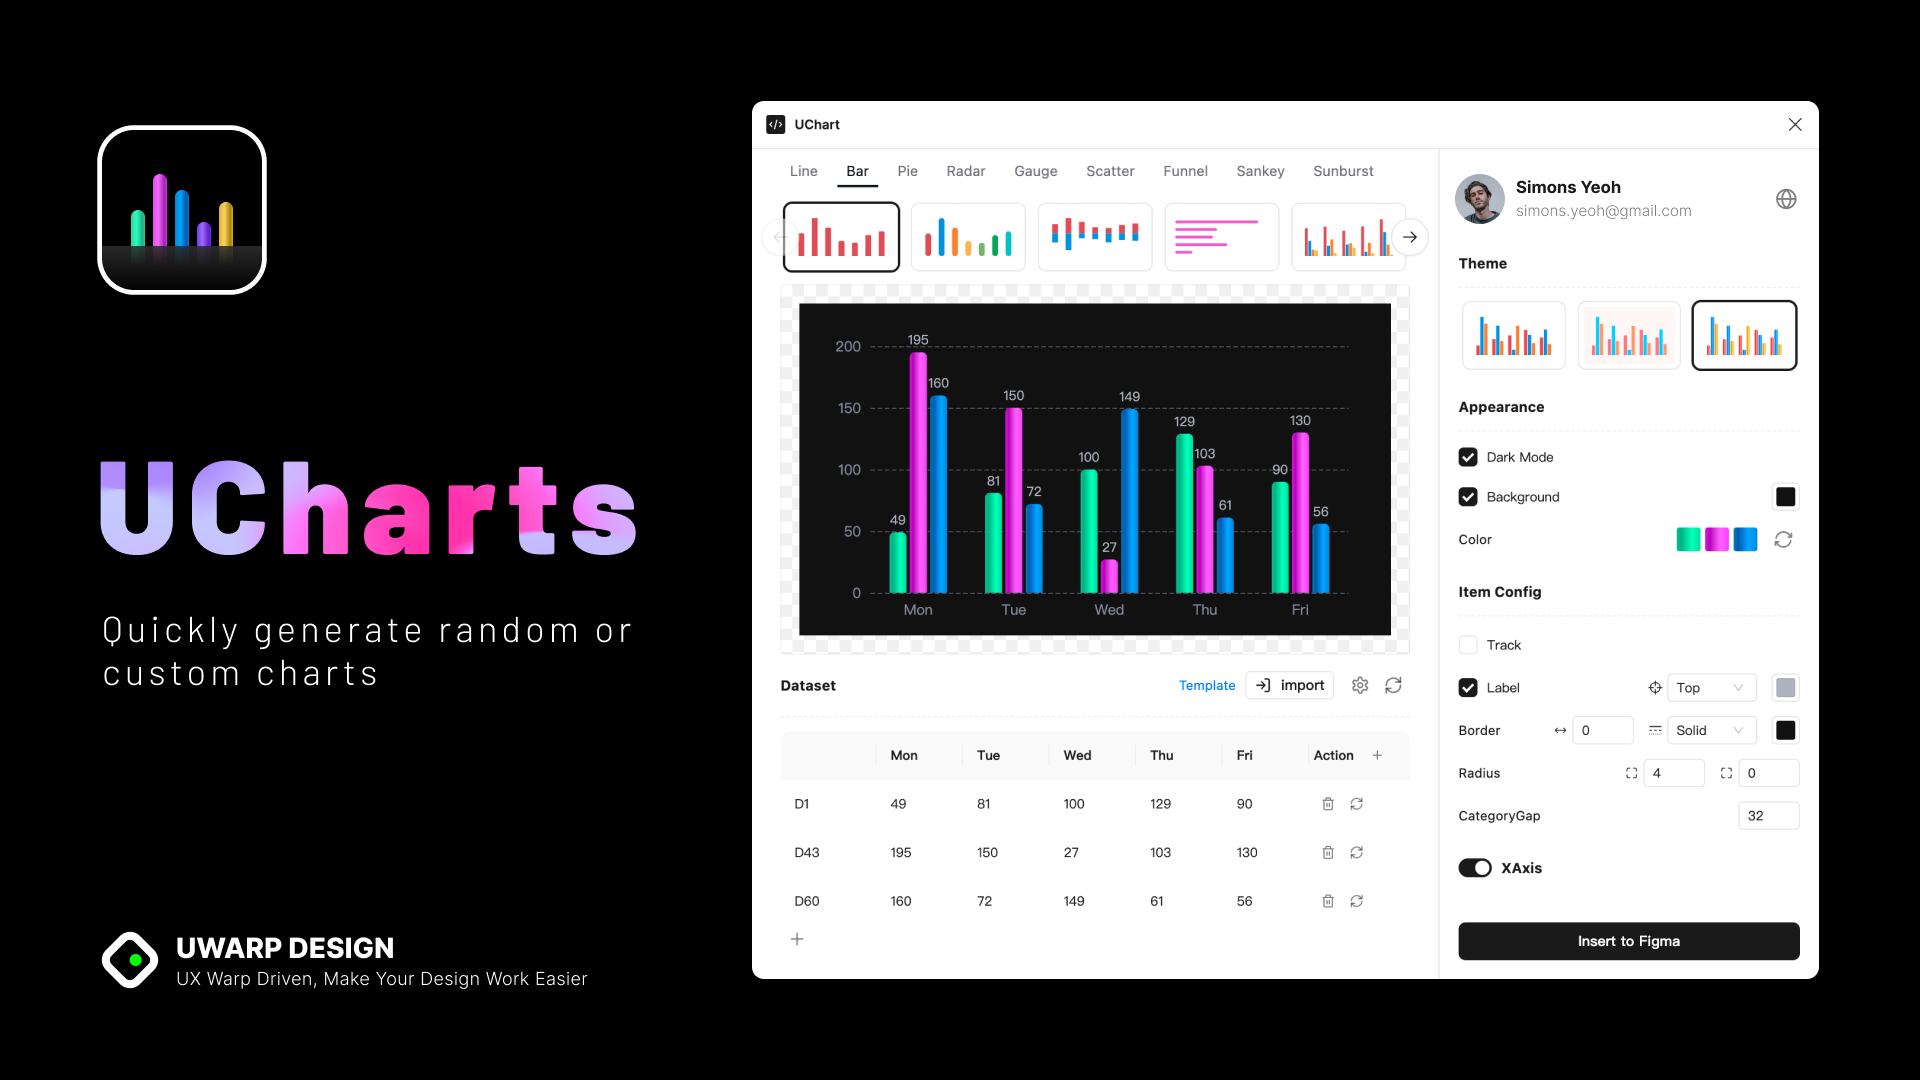 UCharts
Quickly generate random or
custom charts
UWARP DESIGN
UX Warp Driven, Make Your Design Work Easier
UChart
Line Bar Pie Radar Gauge Scatter Funnel Sankey Sunburst
200
150
100
50
0
195
160
49
150
81
72
149
100
27
129
103
61
130
90
56
Mon Tue Wed Thu Fri
Dataset Template import
Mon Tue Wed Thu Fri Action
D1 49 81 100 129 90
D43 195 150 27 103 130
D60 160 72 149 61 56
Simons Yeoh
simons.yeoh@gmail.com
Theme
Appearance
Dark Mode
Background
Color
Item Config
Track
Label Top
Border 0 Solid
Radius 4 0
CategoryGap 32
XAxis
Insert to Figma